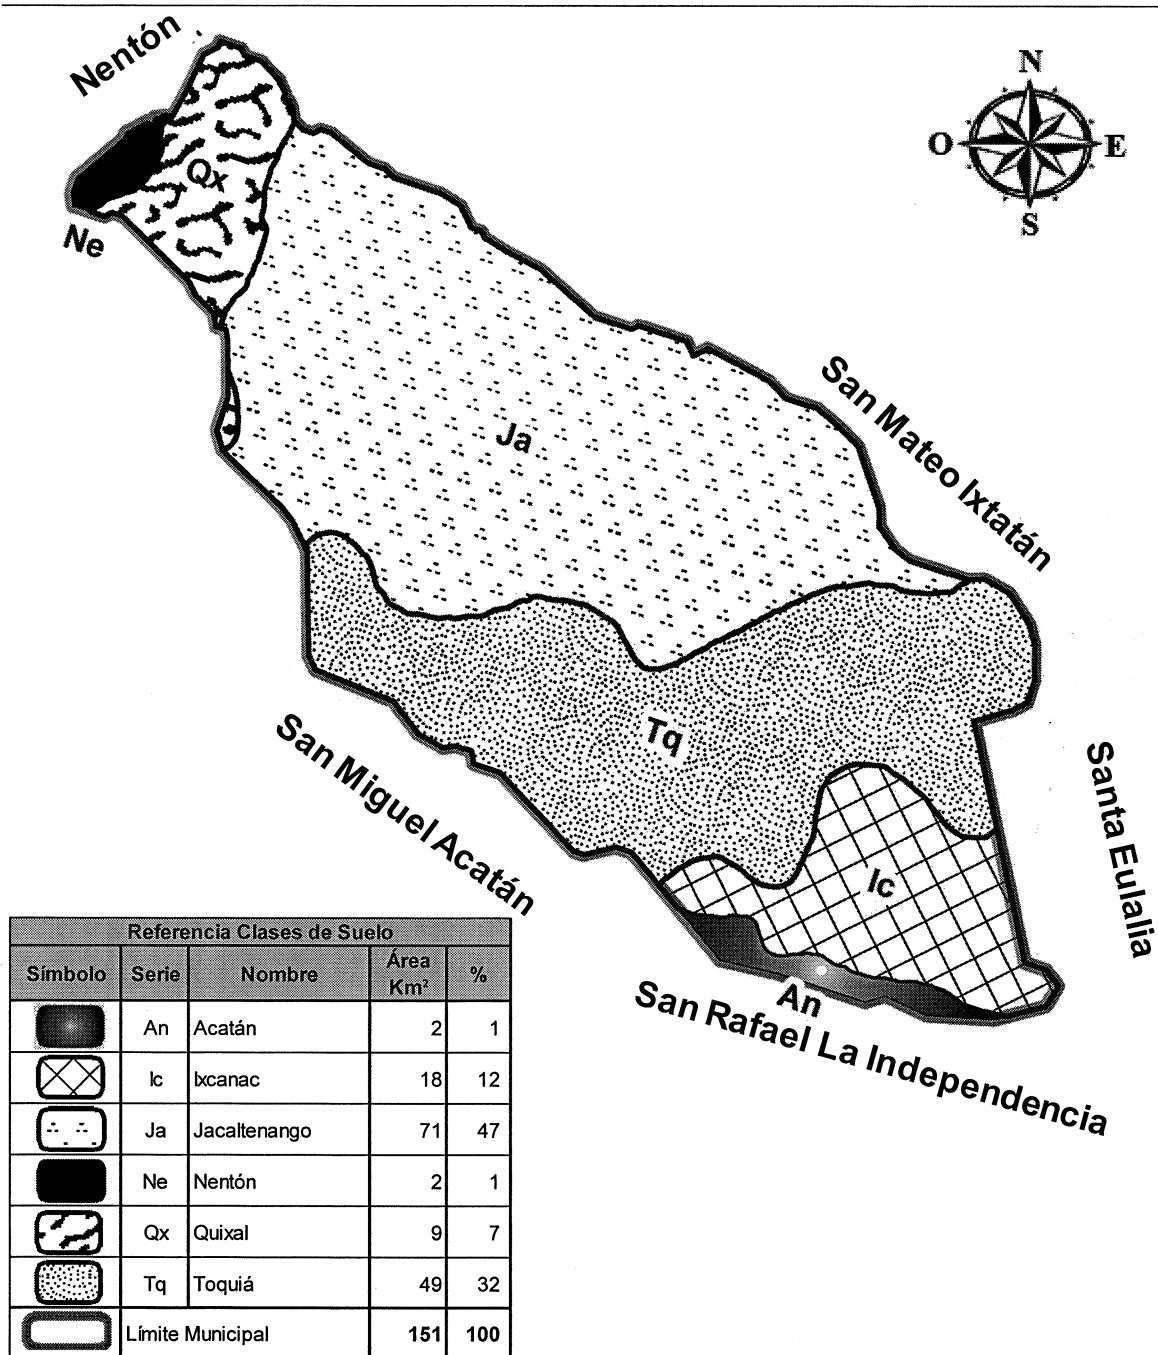 Nentón
N
O
E
S
Qx
Ne
San Mateo Ixtatán
Ja
Tq
San Miguel Acatán
Santa Eulalia
Ic
An
San Rafael La Independencia
Referencia Clases de Suelo
Símbolo Serie Nombre Área Km² %
An Acatán 2 1
Ic Ixcanac 18 12
Ja Jacaltenango 71 47
Ne Nentón 2 1
Qx Quixal 9 7
Tq Toquiá 49 32
Límite Municipal 151 100